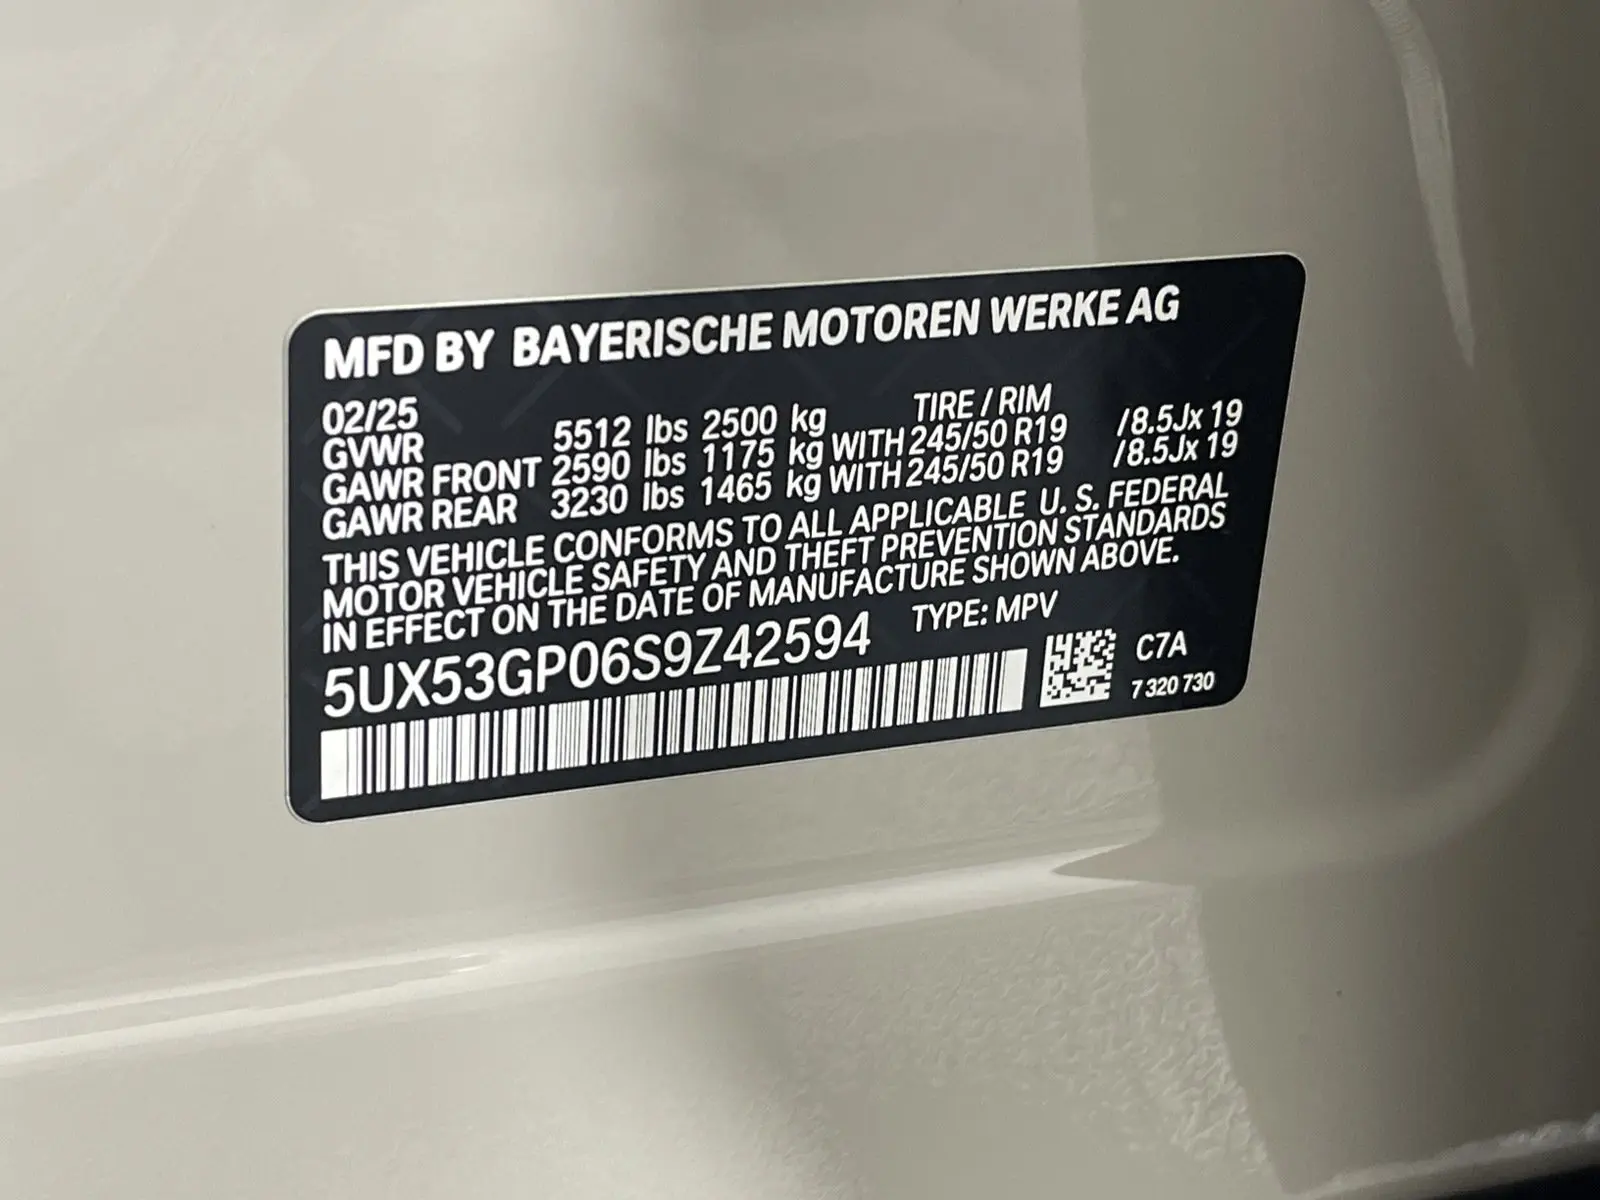 MFD BY BAYERISCHE MOTOREN WERKE AG
02/25 TIRE / RIM
GVWR 5512 lbs 2500 kg
GAWR FRONT 2590 lbs 1175 kg WITH 245/50 R19 /8.5Jx 19
GAWR REAR 3230 lbs 1465 kg WITH 245/50 R19 /8.5Jx 19
THIS VEHICLE CONFORMS TO ALL APPLICABLE U. S. FEDERAL
MOTOR VEHICLE SAFETY AND THEFT PREVENTION STANDARDS
IN EFFECT ON THE DATE OF MANUFACTURE SHOWN ABOVE.
5UX53GP06S9Z42594 TYPE: MPV
C7A
7 320 730